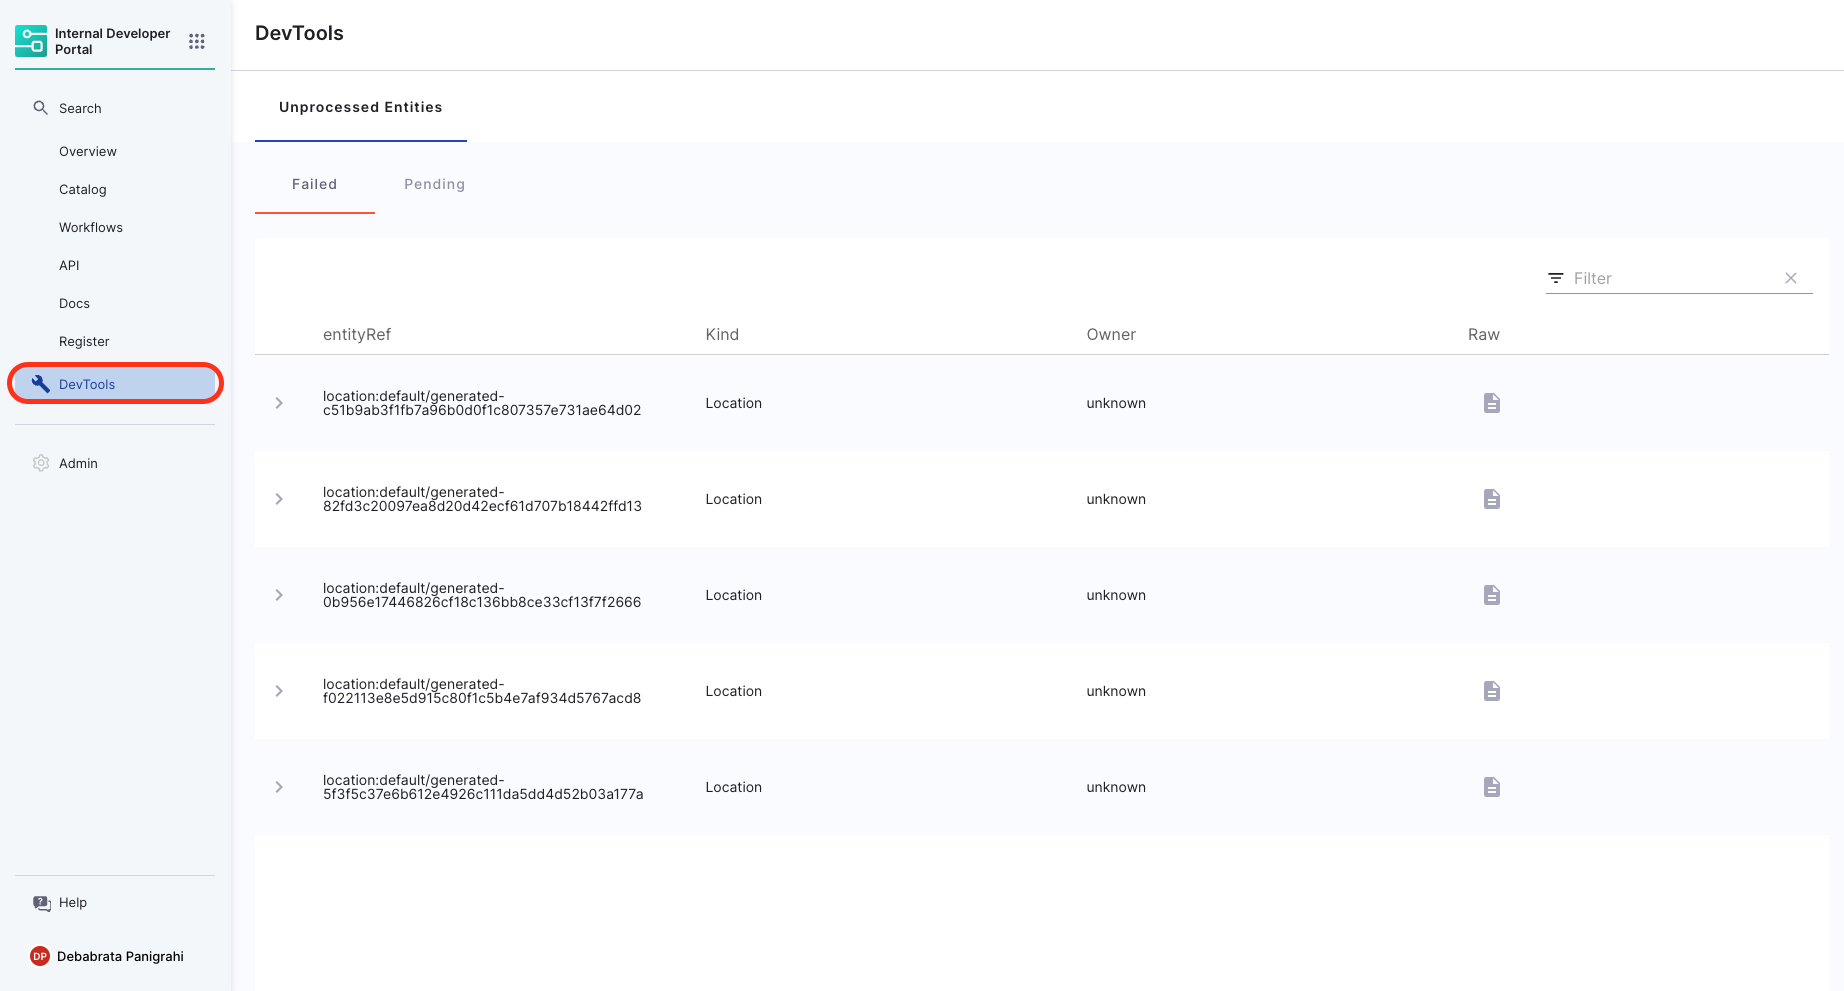 Internal Developer
Portal
Search
Overview
Catalog
Workflows
API
Docs
Register
DevTools
Admin
Help
DP
Debabrata Panigrahi
DevTools
Unprocessed Entities
Failed
Pending
Filter
entityRef Kind Owner Raw
location:default/generated-
c51b9ab3f1fb7a96b0d0f1c807357e731ae64d02 Location unknown
location:default/generated-
82fd3c20097ea8d20d42ecf61d707b18442ffd13 Location unknown
location:default/generated-
0b956e17446826cf18c136bb8ce33cf13f7f2666 Location unknown
location:default/generated-
f022113e8e5d915c80f1c5b4e7af934d5767acd8 Location unknown
location:default/generated-
5f3f5c37e6b612e4926c111da5dd4d52b03a177a Location unknown